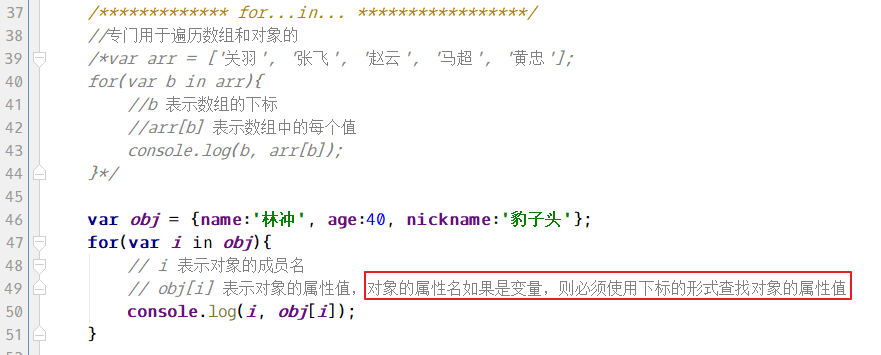 37 /************* for...in... *****************/
38 //专门用于遍历数组和对象的
39 /*var arr = ['关羽', '张飞', '赵云', '马超', '黄忠'];
40 for(var b in arr){
41 //b 表示数组的下标
42 //arr[b] 表示数组中的每个值
43 console.log(b, arr[b]);
44 }*/
45
46 var obj = {name:'林冲', age:40, nickname:'豹子头'};
47 for(var i in obj){
48 // i 表示对象的成员名
49 // obj[i] 表示对象的属性值，对象的属性名如果是变量，则必须使用下标的形式查找对象的属性值
50 console.log(i, obj[i]);
51 }